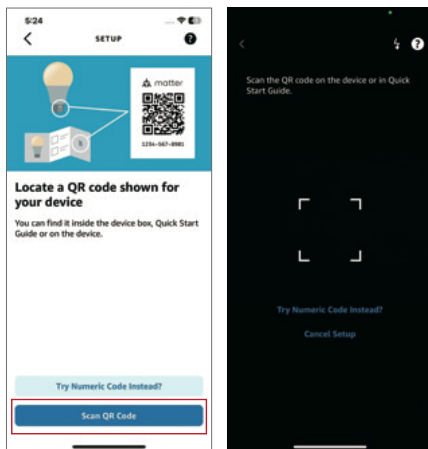 5:24
SETUP
?
matter
1234-567-8901
Locate a QR code shown for
your device
You can find it inside the device box, Quick Start
Guide or on the device.
Try Numeric Code Instead?
Scan QR Code
?
Scan the QR code on the device or in Quick
Start Guide.
Try Numeric Code Instead?
Cancel Setup